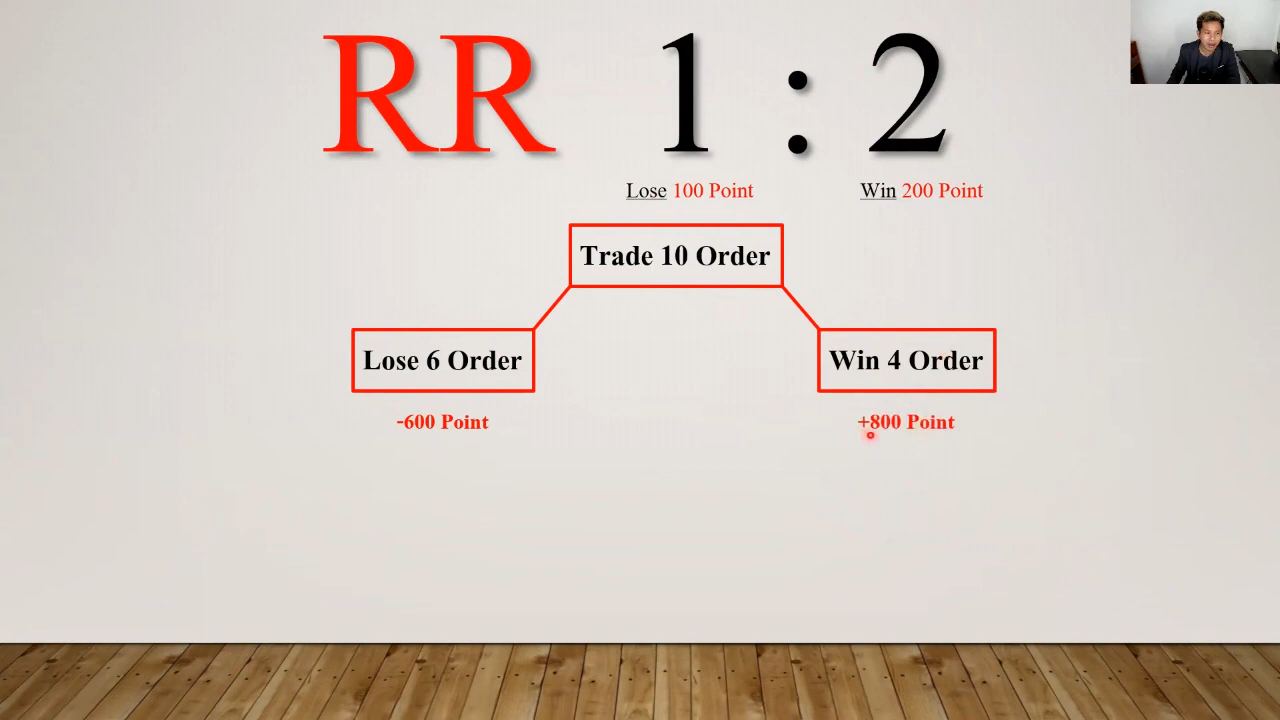 RR 1 : 2
Lose 100 Point Win 200 Point
Trade 10 Order
Lose 6 Order Win 4 Order
-600 Point +800 Point